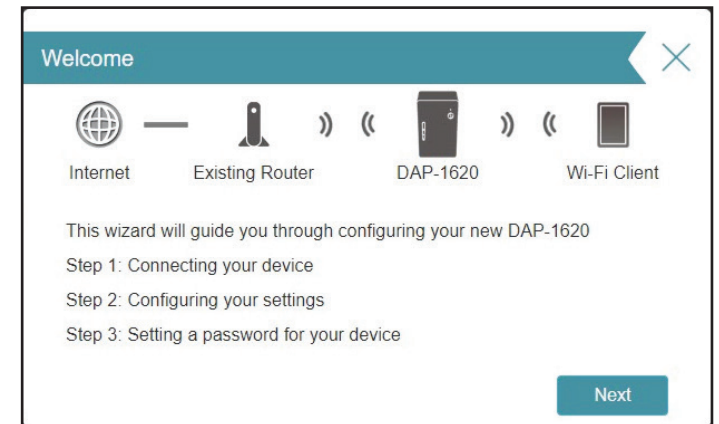 Welcome
Internet
Existing Router
DAP-1620
Wi-Fi Client
This wizard will guide you through configuring your new DAP-1620
Step 1: Connecting your device
Step 2: Configuring your settings
Step 3: Setting a password for your device
Next